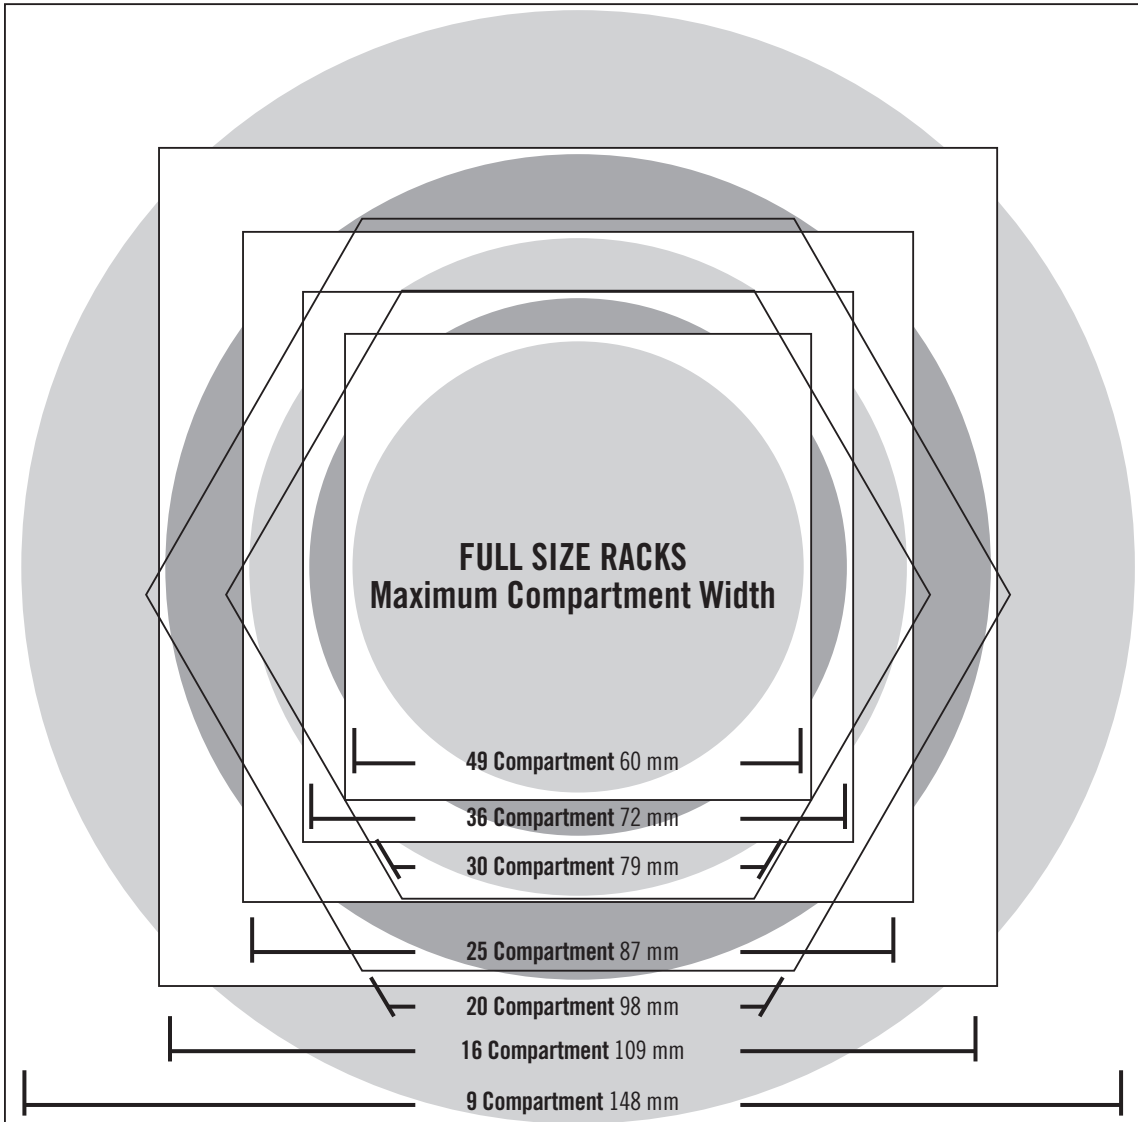 FULL SIZE RACKS
Maximum Compartment Width
49 Compartment 60 mm
36 Compartment 72 mm
30 Compartment 79 mm
25 Compartment 87 mm
20 Compartment 98 mm
16 Compartment 109 mm
9 Compartment 148 mm